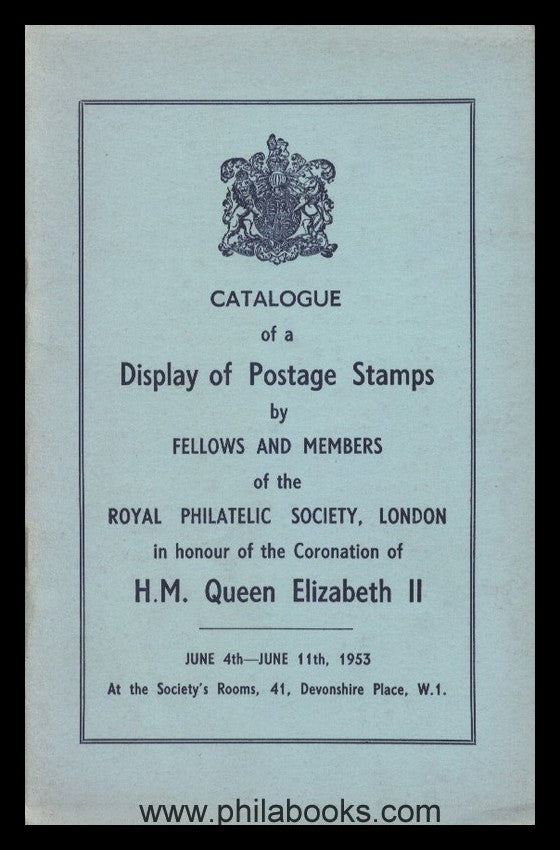 CATALOGUE
of a
Display of Postage Stamps
by
FELLOWS AND MEMBERS
of the
ROYAL PHILATELIC SOCIETY, LONDON
in honour of the Coronation of
H.M. Queen Elizabeth II
JUNE 4th—JUNE 11th, 1953
At the Society's Rooms, 41, Devonshire Place, W.1.
www.philabooks.com